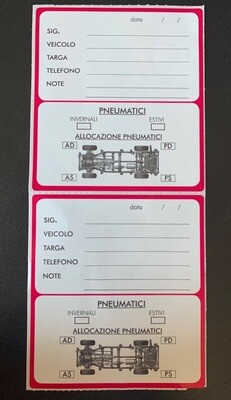 data / /
SIG.
VEICOLO
TARGA
TELEFONO
NOTE
PNEUMATICI
INVERNALI ESTIVI
ALLOCAZIONE PNEUMATICI
AD PD
AS PS
data / /
SIG.
VEICOLO
TARGA
TELEFONO
NOTE
PNEUMATICI
INVERNALI ESTIVI
ALLOCAZIONE PNEUMATICI
AD PD
AS PS